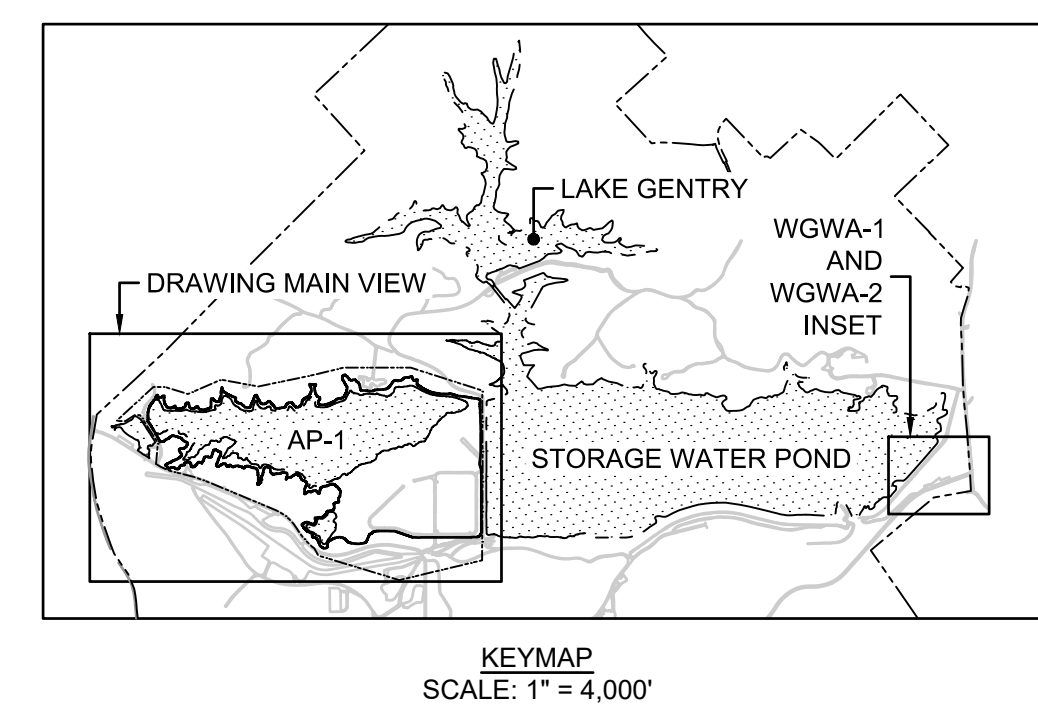 LAKE GENTRY
WGWA-1
AND
WGWA-2
INSET
DRAWING MAIN VIEW
AP-1
STORAGE WATER POND
KEYMAP
SCALE: 1" = 4,000'